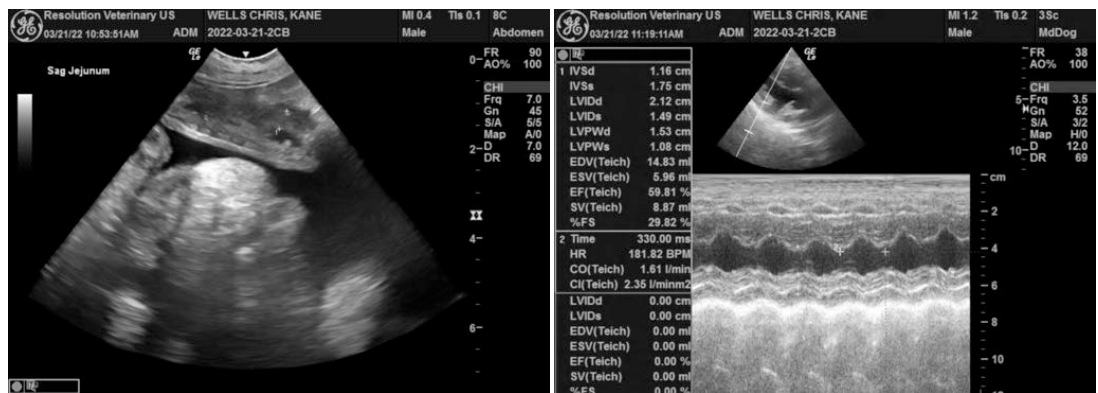 Resolution Veterinary US
WELLS CHRIS, KANE
MI 0.4 TIs 0.1
8C
03/21/22 10:53:51AM
ADM
2022-03-21-2CB
Male
Abdomen
Sag Jejunum
0
2
4
6
FR 90
AO% 100
CHI
Frq 7.0
Gn 45
S/A 5/5
Map A/0
D 7.0
DR 69
Resolution Veterinary US
WELLS CHRIS, KANE
MI 1.2 TIs 0.2
3Sc
03/21/22 11:19:11AM
ADM
2022-03-21-2CB
Male
MdDog
1 IVSd 1.16 cm
IVSs 1.75 cm
LVIDd 2.12 cm
LVIDs 1.49 cm
LVPWd 1.53 cm
LVPWs 1.08 cm
EDV(Teich) 14.83 ml
ESV(Teich) 5.96 ml
EF(Teich) 59.81 %
SV(Teich) 8.87 ml
%FS 29.82 %
2 Time 330.00 ms
HR 181.82 BPM
CO(Teich) 1.61 l/min
CI(Teich) 2.35 l/minm2
LVIDd 0.00 cm
LVIDs 0.00 cm
EDV(Teich) 0.00 ml
ESV(Teich) 0.00 ml
EF(Teich) 0.00 %
SV(Teich) 0.00 ml
%FS 0.00 %
5
10
FR 38
AO% 100
CHI
Frq 3.5
Gn 52
S/A 3/2
Map H/0
D 12.0
DR 69
cm
2
4
6
8
10